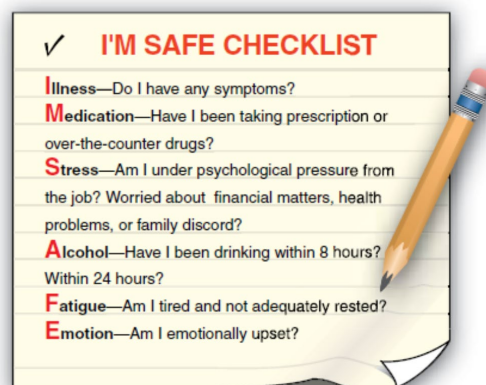 ✓ I'M SAFE CHECKLIST
Illness—Do I have any symptoms?
Medication—Have I been taking prescription or
over-the-counter drugs?
Stress—Am I under psychological pressure from
the job? Worried about financial matters, health
problems, or family discord?
Alcohol—Have I been drinking within 8 hours?
Within 24 hours?
Fatigue—Am I tired and not adequately rested?
Emotion—Am I emotionally upset?